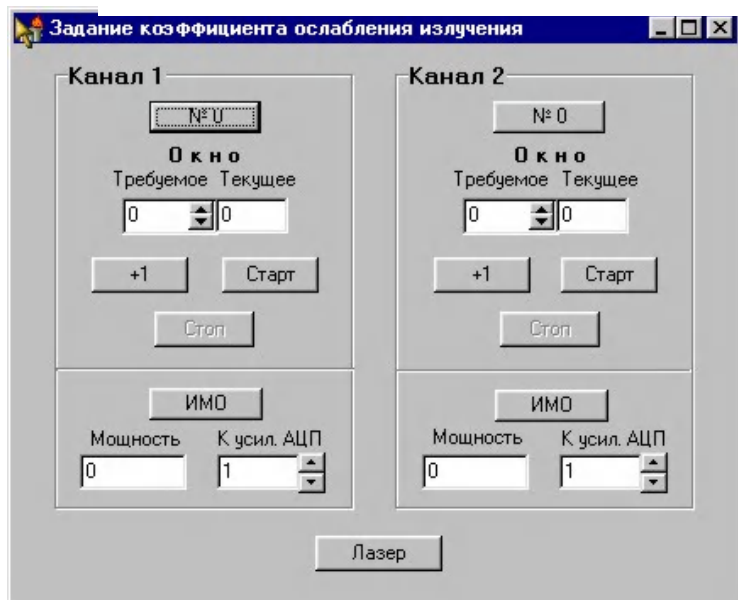 Задание коэффициента ослабления излучения
Канал 1
№ 0
Окно
Требуемое Текущее
0 0
+1 Старт
Стоп
ИМО
Мощность К усил. АЦП
0 1
Канал 2
№ 0
Окно
Требуемое Текущее
0 0
+1 Старт
Стоп
ИМО
Мощность К усил. АЦП
0 1
Лазер